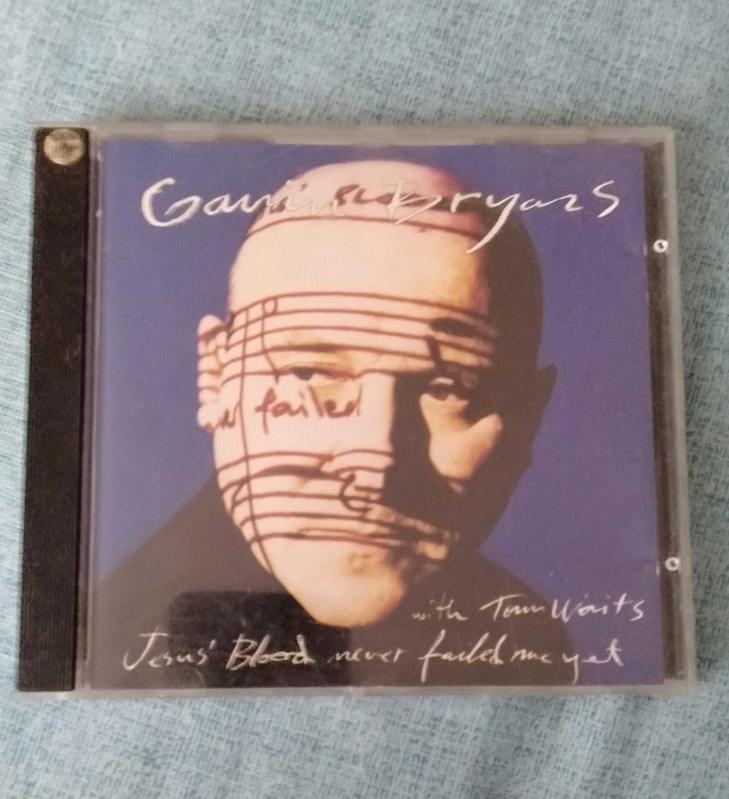 Gavin Bryars
failed
with Tom Waits
Jesus' Blood never failed me yet